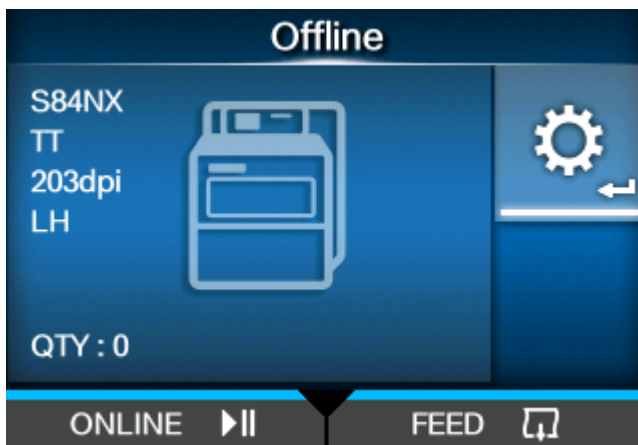 Offline
S84NX
TT
203dpi
LH
QTY : 0
ONLINE
FEED